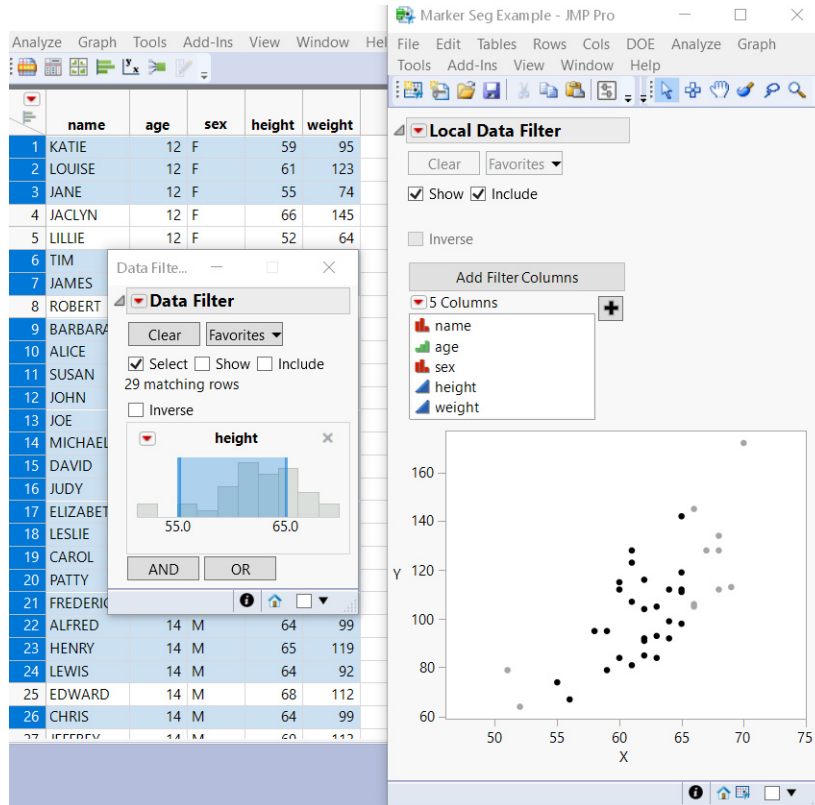 Analyze Graph Tools Add-Ins View Window Hel
name age sex height weight
1 KATIE 12 F 59 95
2 LOUISE 12 F 61 123
3 JANE 12 F 55 74
4 JACLYN 12 F 66 145
5 LILLIE 12 F 52 64
6 TIM
7 JAMES
8 ROBERT
9 BARBARA
10 ALICE
11 SUSAN
12 JOHN
13 JOE
14 MICHAEL
15 DAVID
16 JUDY
17 ELIZABET
18 LESLIE
19 CAROL
20 PATTY
21 FREDERIC
22 ALFRED 14 M 64 99
23 HENRY 14 M 65 119
24 LEWIS 14 M 64 92
25 EDWARD 14 M 68 112
26 CHRIS 14 M 64 99
27 JEFFREY 14 M 69 113
Data Filte...
Data Filter
Clear Favorites
Select Show Include
29 matching rows
Inverse
height
55.0 65.0
AND OR
Marker Seg Example - JMP Pro
File Edit Tables Rows Cols DOE Analyze Graph
Tools Add-Ins View Window Help
Local Data Filter
Clear Favorites
Show Include
Inverse
Add Filter Columns
5 Columns
name
age
sex
height
weight
160
140
120
Y
100
80
60
50 55 60 65 70 75
X